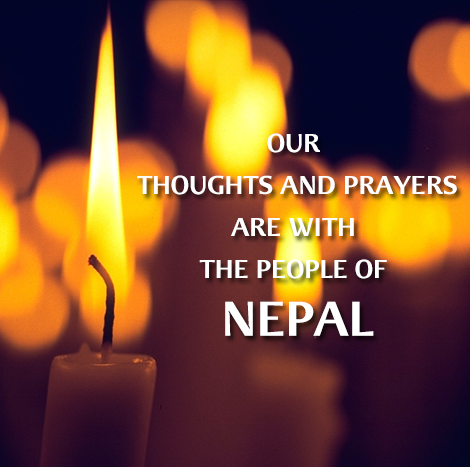 OUR
THOUGHTS AND PRAYERS
ARE WITH
THE PEOPLE OF
NEPAL